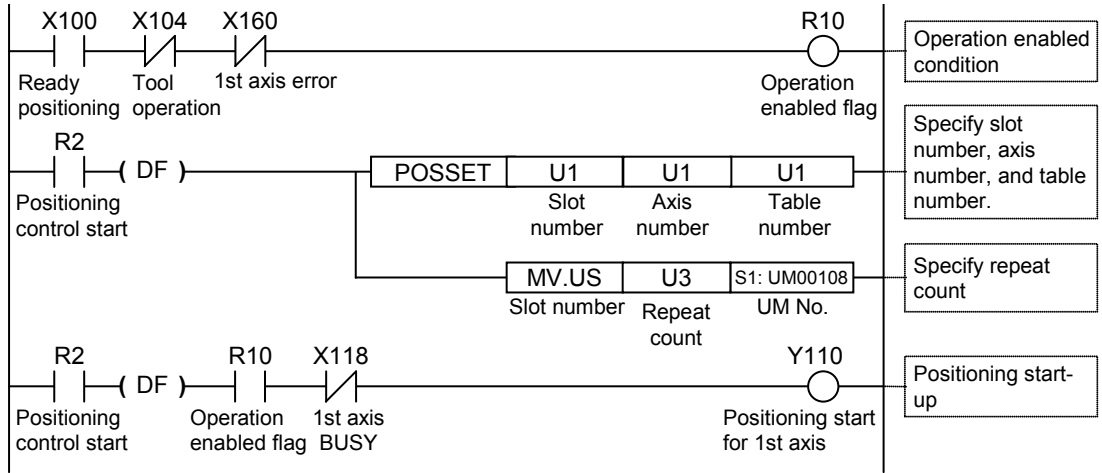 X100 X104 X160 R10
Ready positioning
Tool operation
1st axis error
Operation enabled flag
Operation enabled
condition
R2
( DF )
Positioning
control start
POSSET U1 U1 U1
Slot
number
Axis
number
Table
number
Specify slot
number, axis
number, and table
number.
MV.US U3 S1: UM00108
Slot number
Repeat
count
UM No.
Specify repeat
count
R2 R10 X118 Y110
( DF )
Positioning
control start
Operation
enabled flag
1st axis
BUSY
Positioning start
for 1st axis
Positioning start-
up